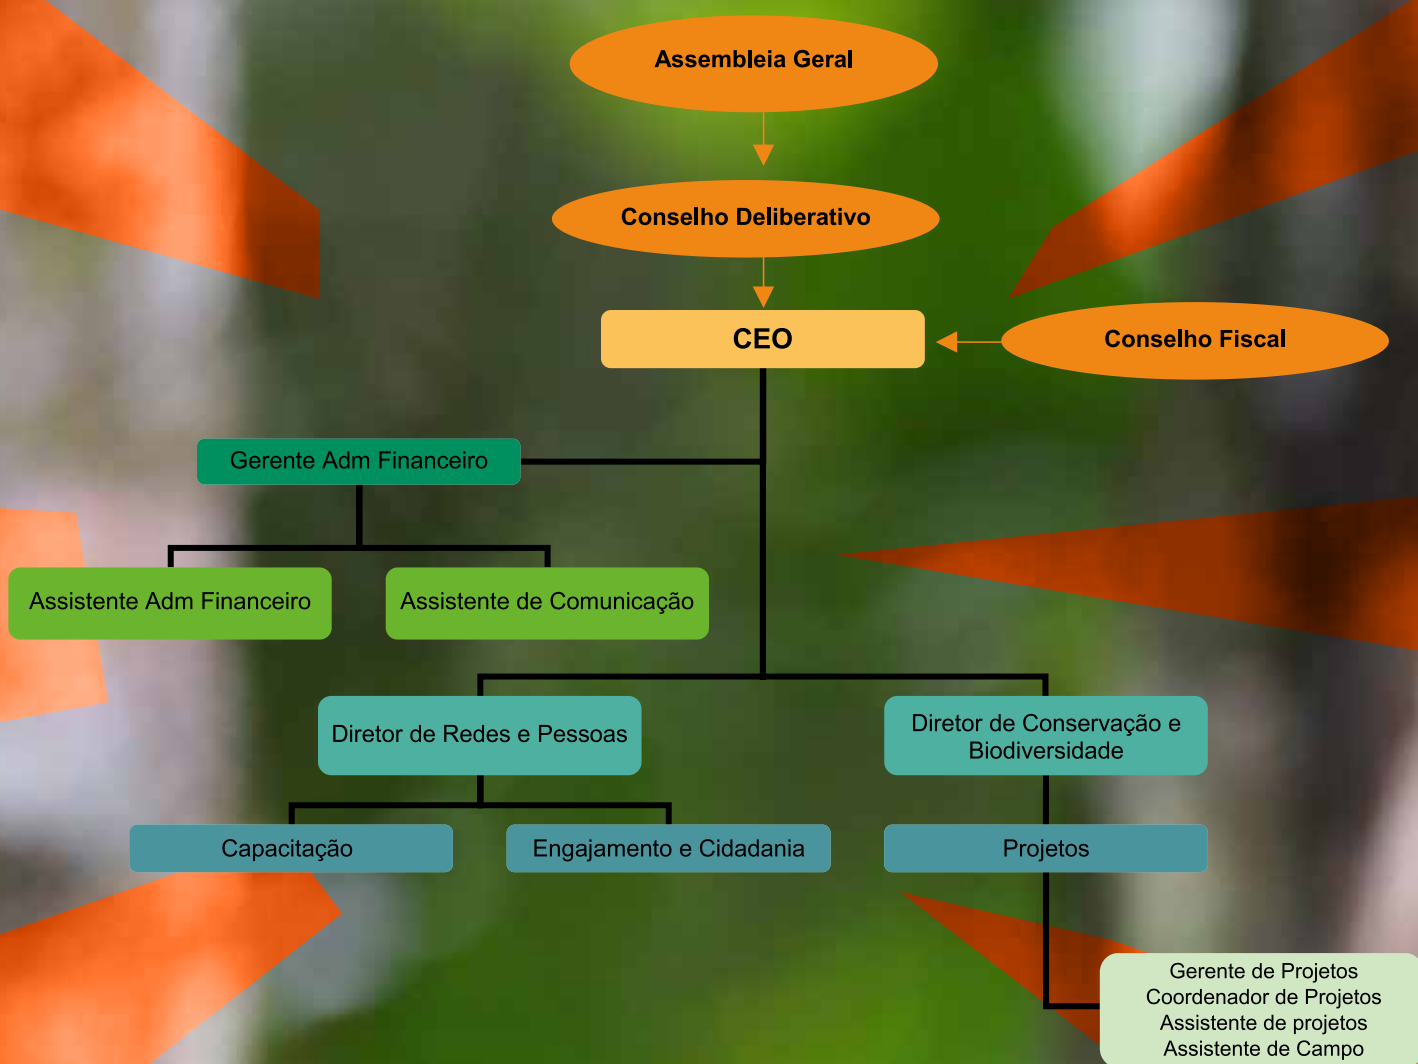 Assembleia Geral
Conselho Deliberativo
CEO
Conselho Fiscal
Gerente Adm Financeiro
Assistente Adm Financeiro
Assistente de Comunicação
Diretor de Redes e Pessoas
Diretor de Conservação e
Biodiversidade
Capacitação
Engajamento e Cidadania
Projetos
Gerente de Projetos
Coordenador de Projetos
Assistente de projetos
Assistente de Campo